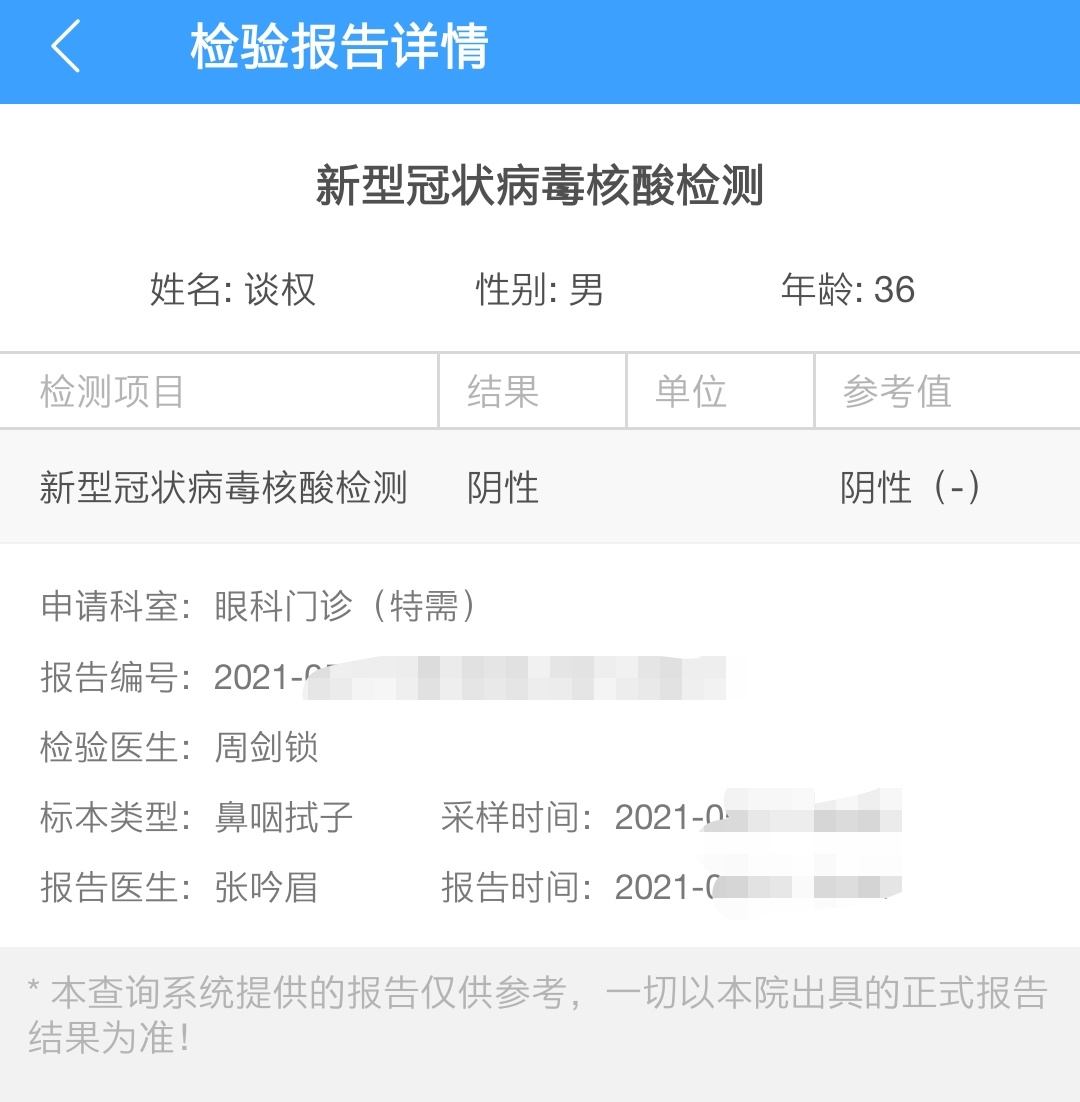 检验报告详情
新型冠状病毒核酸检测
姓名: 谈权 性别: 男 年龄: 36
检测项目 结果 单位 参考值
新型冠状病毒核酸检测 阴性 阴性（-）
申请科室：眼科门诊（特需）
报告编号：2021-0
检验医生：周剑锁
标本类型：鼻咽拭子 采样时间：2021-0
报告医生：张吟眉 报告时间：2021-0
* 本查询系统提供的报告仅供参考，一切以本院出具的正式报告
结果为准！